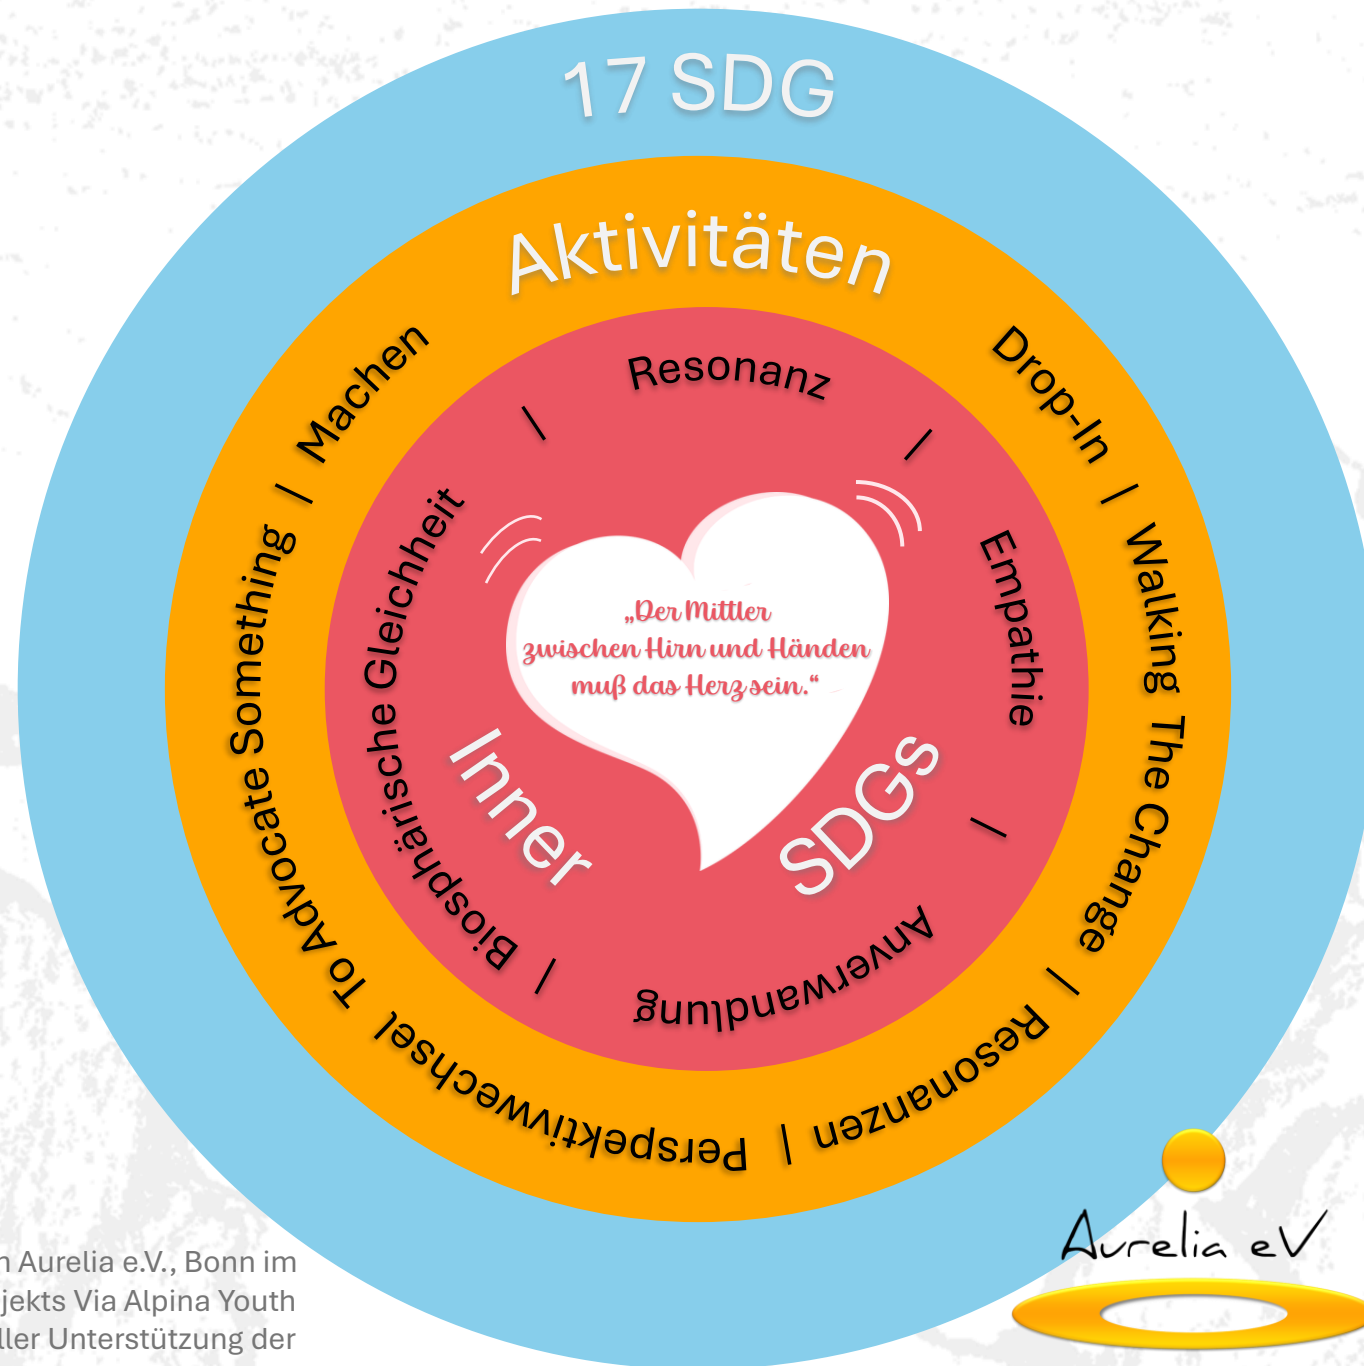 17 SDG
Aktivitäten
Drop-In | Walking The Change | Resonanzen | Perspektivwechsel To Advocate Something | Machen
Resonanz | Empathie | Anverwandlung | Biosphärische Gleichheit |
„Der Mittler
zwischen Hirn und Händen
muß das Herz sein.“
Inner SDGs
Aurelia e.V., Bonn im
jekts Via Alpina Youth
ller Unterstützung der
Aurelia eV